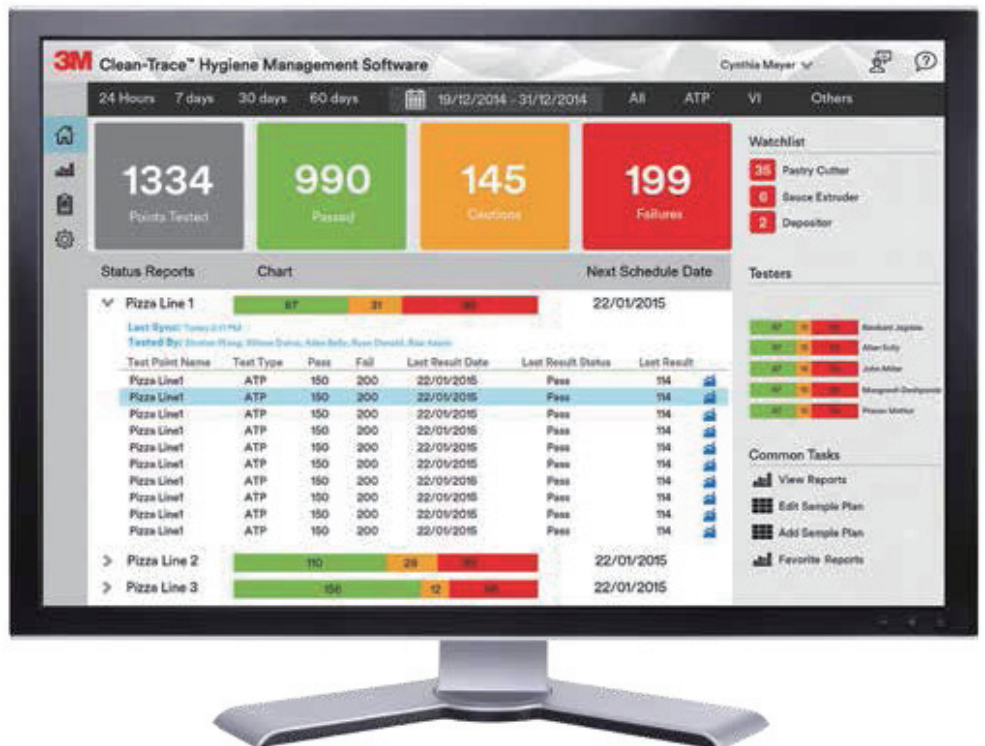 3M Clean-Trace™ Hygiene Management Software Cynthia Meyer
24 Hours 7 days 30 days 60 days 19/12/2014 - 31/12/2014 All ATP VI Others
1334 990 145 199
Points Tested Passed Cautions Failures
Watchlist
35 Pastry Cutter
6 Sauce Extruder
2 Depositor
Status Reports Chart Next Schedule Date
Pizza Line 1 67 31 22/01/2015
Last Sync:
Tested By:
Test Point Name Test Type Pass Fail Last Result Date Last Result Status Last Result
Pizza Line1 ATP 150 200 22/01/2015 Pass 114
Pizza Line1 ATP 150 200 22/01/2015 Pass 114
Pizza Line1 ATP 150 200 22/01/2015 Pass 114
Pizza Line1 ATP 150 200 22/01/2015 Pass 114
Pizza Line1 ATP 150 200 22/01/2015 Pass 114
Pizza Line1 ATP 150 200 22/01/2015 Pass 114
Pizza Line1 ATP 150 200 22/01/2015 Pass 114
Pizza Line1 ATP 150 200 22/01/2015 Pass 114
Pizza Line1 ATP 150 200 22/01/2015 Pass 114
Pizza Line1 ATP 150 200 22/01/2015 Pass 114
Pizza Line 2 110 22/01/2015
Pizza Line 3 156 12 22/01/2015
Testers
John Miller
Common Tasks
View Reports
Edit Sample Plan
Add Sample Plan
Favorite Reports